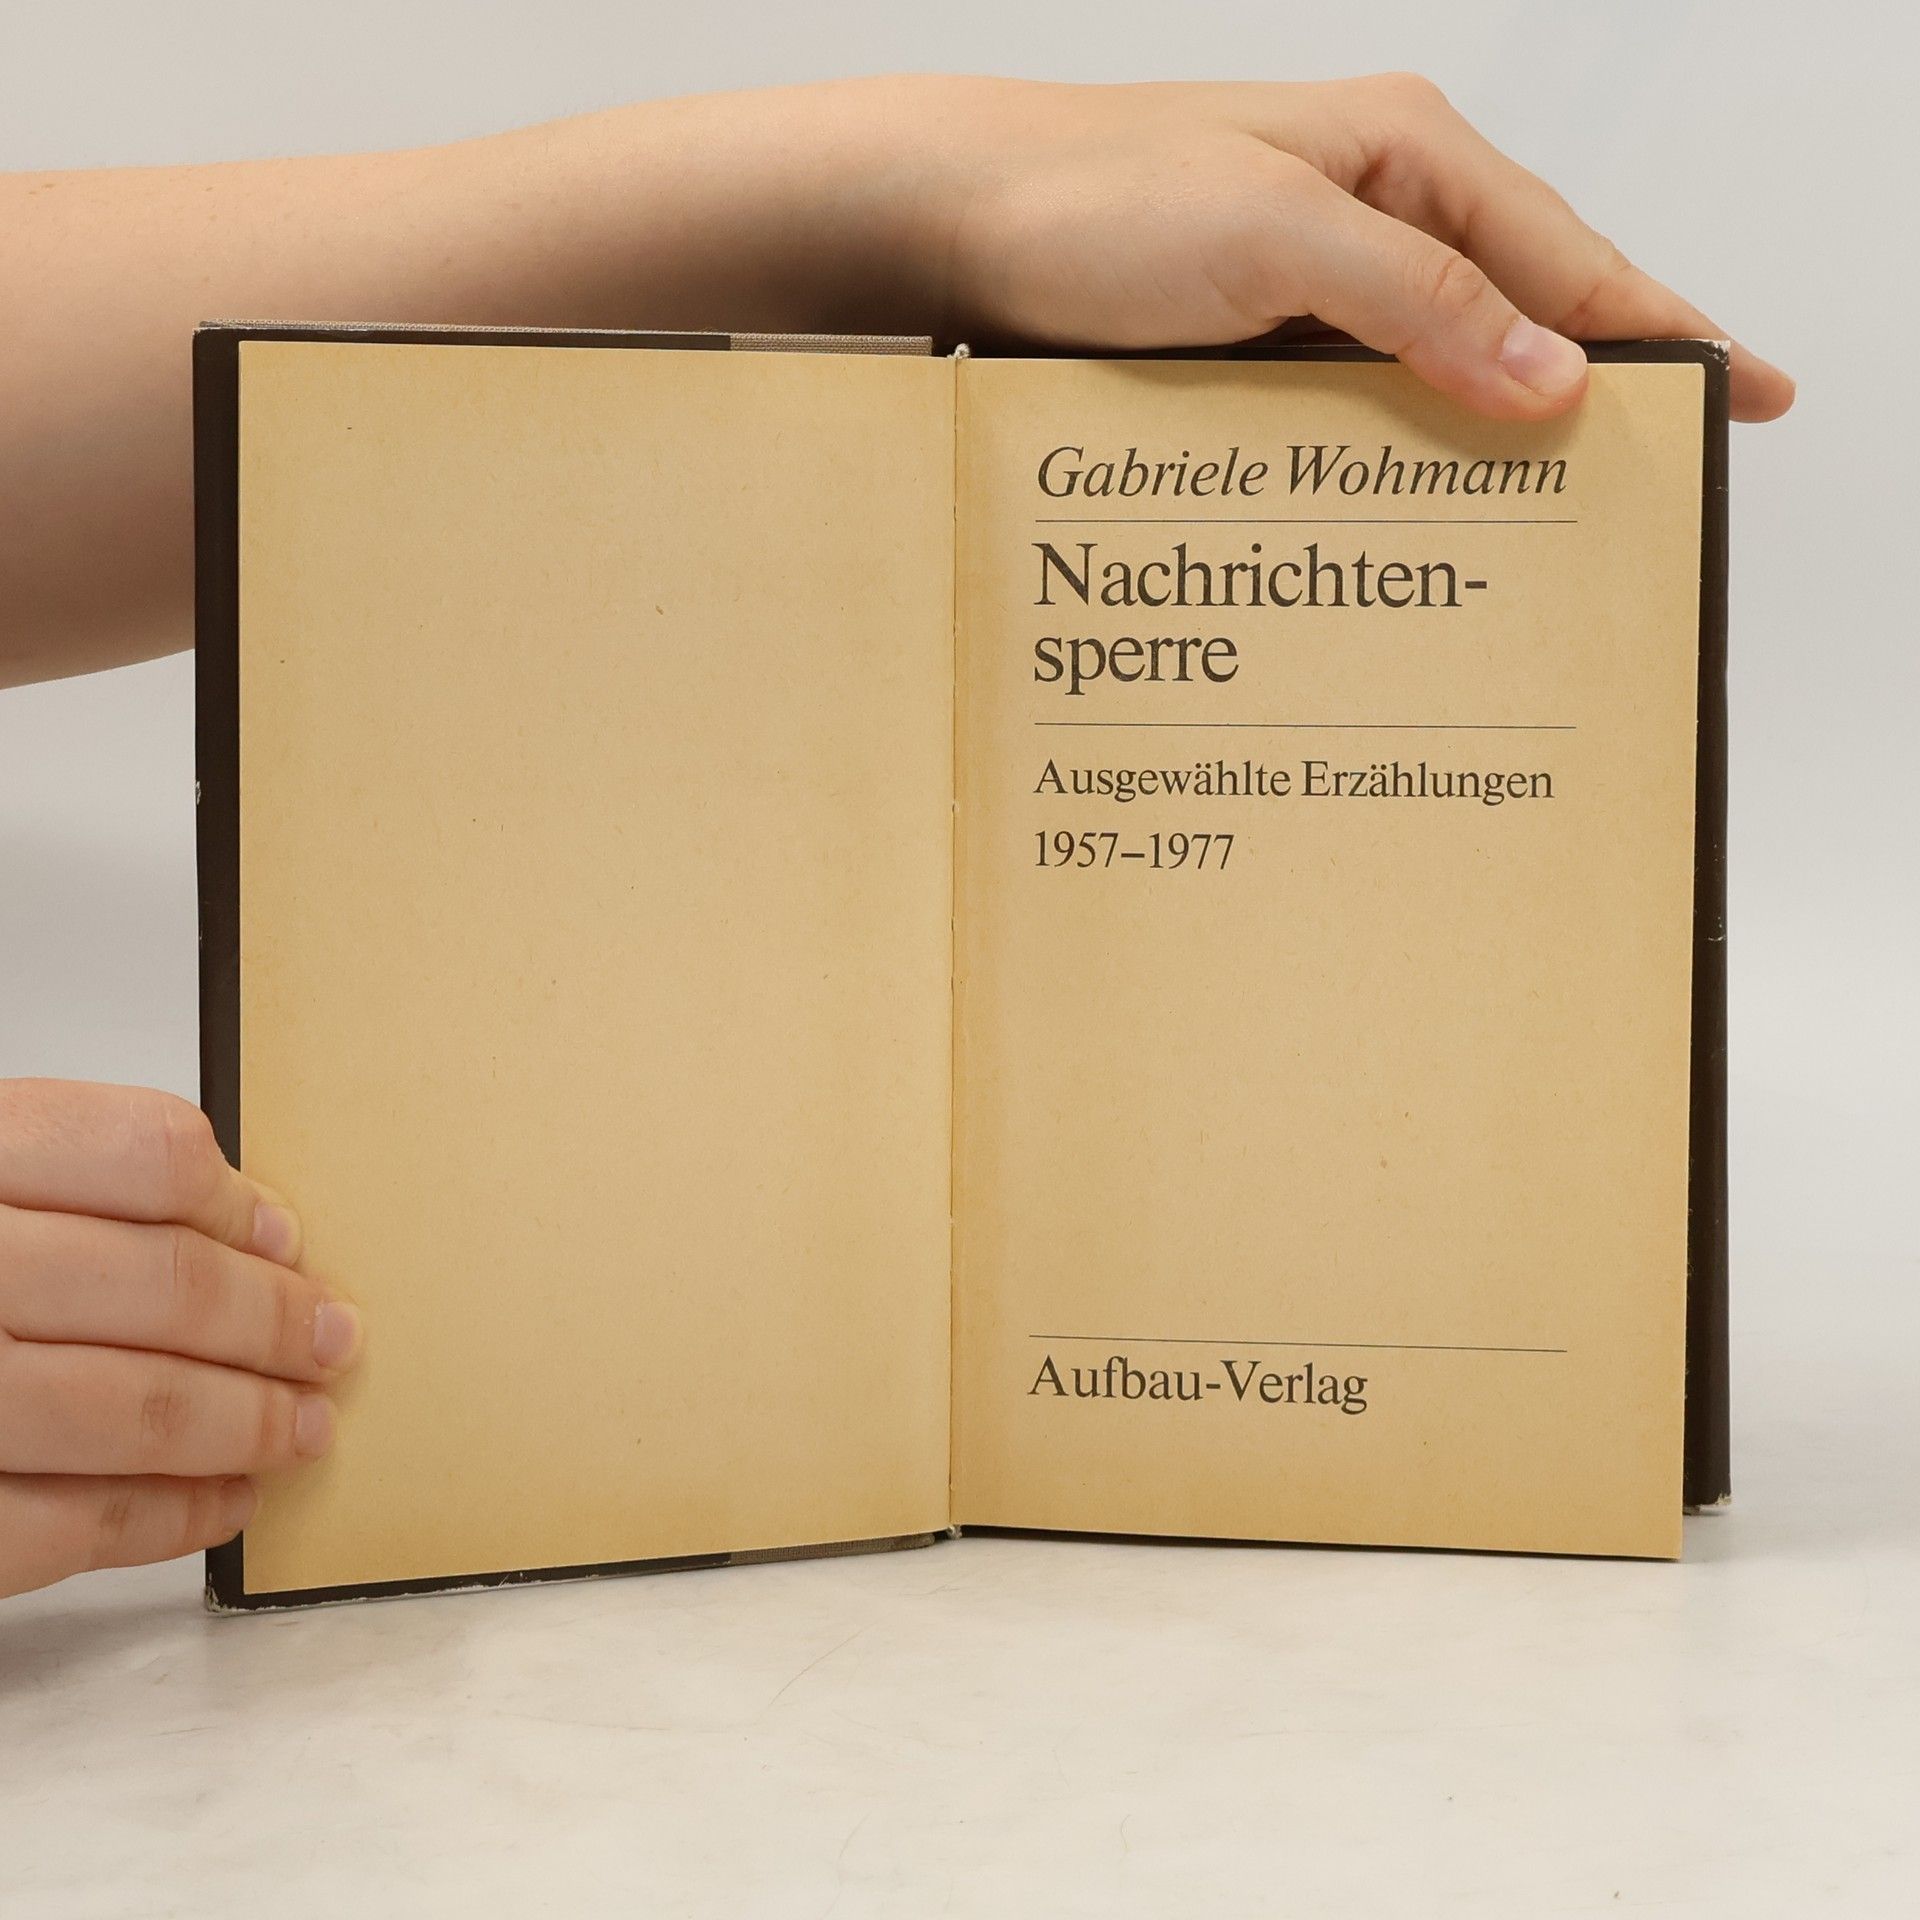 Gabriele Wohmann
Nachrichten-
sperre
Ausgewählte Erzählungen
1957–1977
Aufbau-Verlag